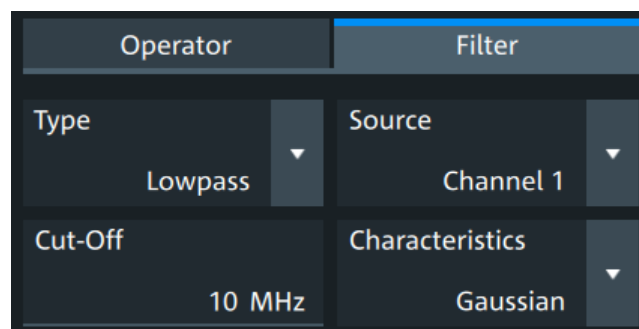 Operator Filter
Type Source
Lowpass Channel 1
Cut-Off Characteristics
10 MHz Gaussian